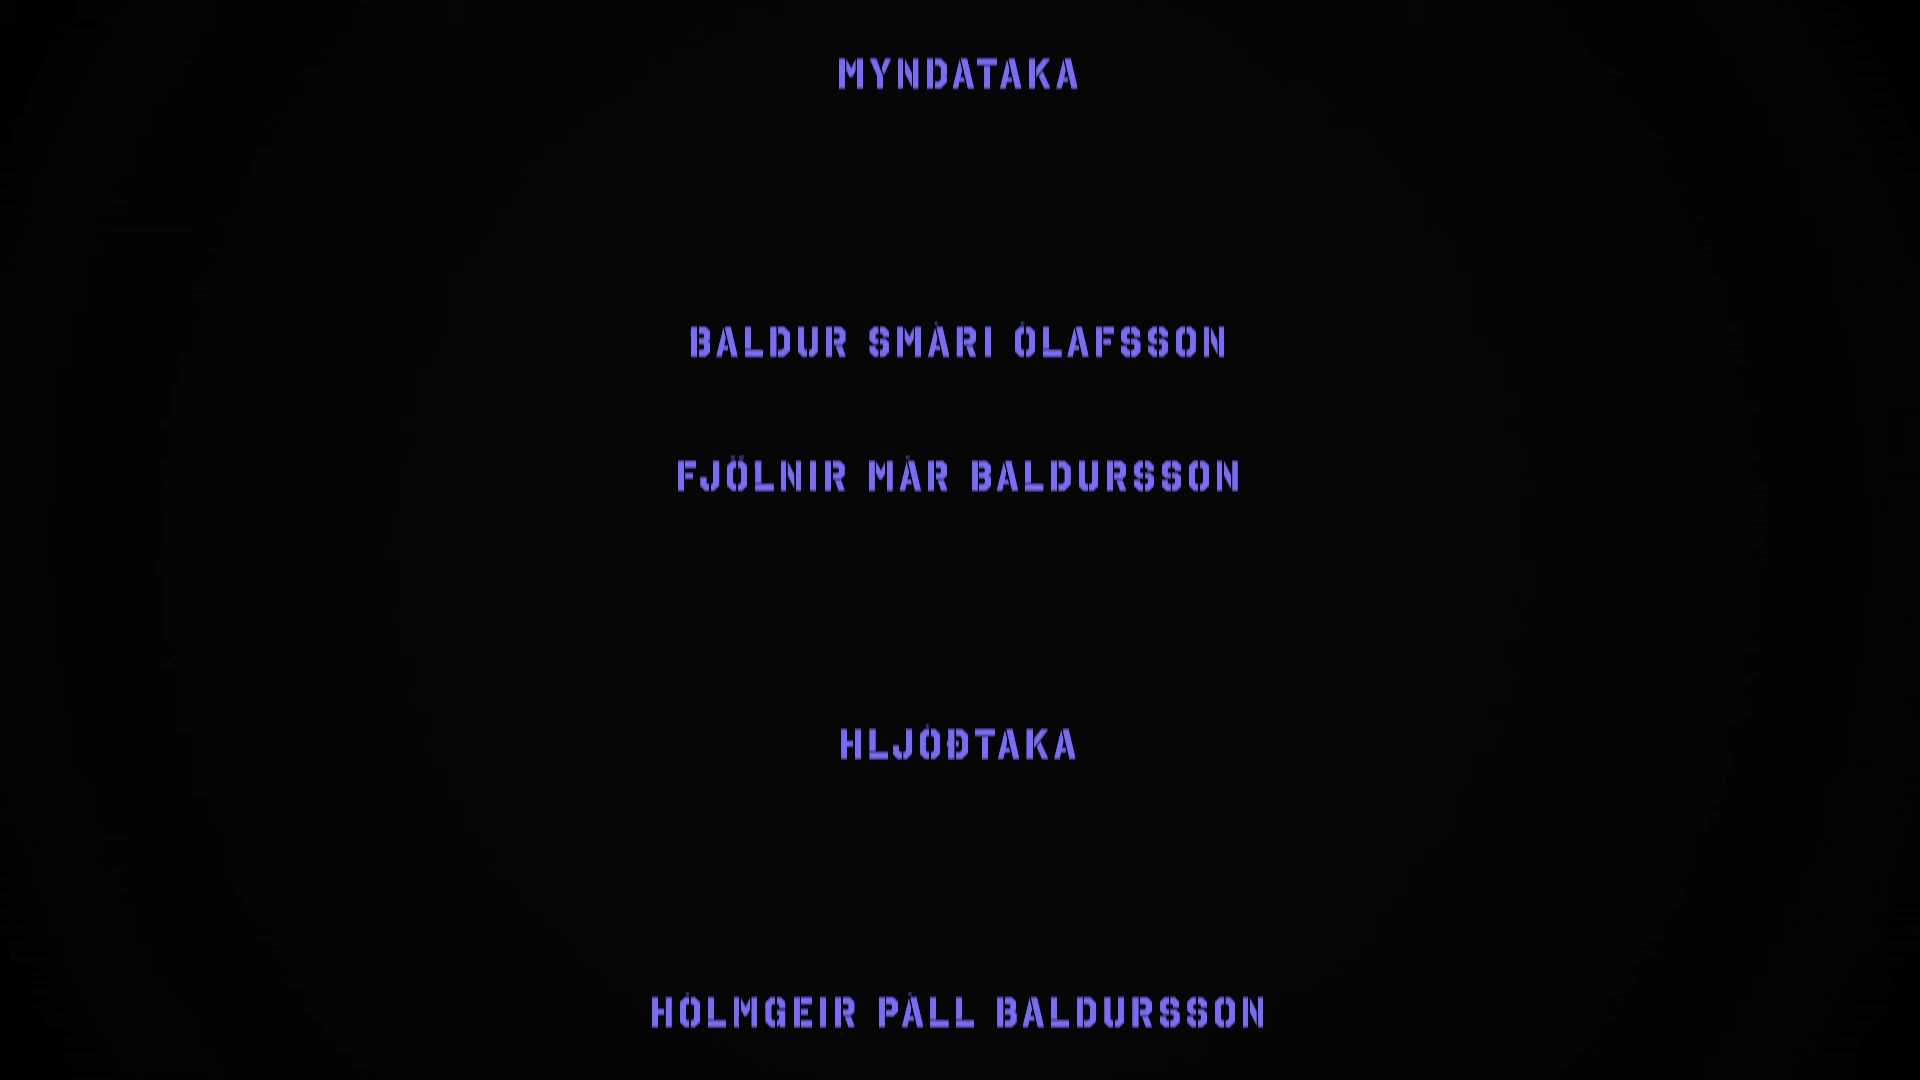 MYNDATAKA
BALDUR SMÁRI ÓLAFSSON
FJÖLNIR MÁR BALDURSSON
HLJÓÐTAKA
HÓLMGEIR PÁLL BALDURSSON